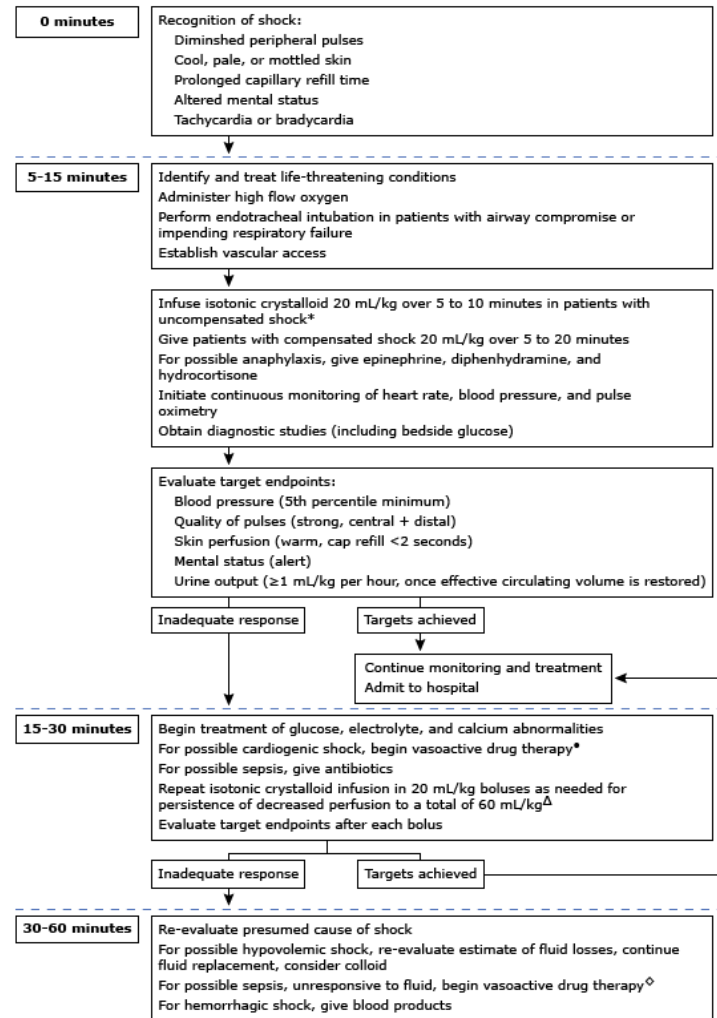 0 minutes
Recognition of shock:
Diminshed peripheral pulses
Cool, pale, or mottled skin
Prolonged capillary refill time
Altered mental status
Tachycardia or bradycardia
5-15 minutes
Identify and treat life-threatening conditions
Administer high flow oxygen
Perform endotracheal intubation in patients with airway compromise or
impending respiratory failure
Establish vascular access
Infuse isotonic crystalloid 20 mL/kg over 5 to 10 minutes in patients with
uncompensated shock*
Give patients with compensated shock 20 mL/kg over 5 to 20 minutes
For possible anaphylaxis, give epinephrine, diphenhydramine, and
hydrocortisone
Initiate continuous monitoring of heart rate, blood pressure, and pulse
oximetry
Obtain diagnostic studies (including bedside glucose)
Evaluate target endpoints:
Blood pressure (5th percentile minimum)
Quality of pulses (strong, central + distal)
Skin perfusion (warm, cap refill <2 seconds)
Mental status (alert)
Urine output (≥1 mL/kg per hour, once effective circulating volume is restored)
Inadequate response
Targets achieved
Continue monitoring and treatment
Admit to hospital
15-30 minutes
Begin treatment of glucose, electrolyte, and calcium abnormalities
For possible cardiogenic shock, begin vasoactive drug therapy•
For possible sepsis, give antibiotics
Repeat isotonic crystalloid infusion in 20 mL/kg boluses as needed for
persistence of decreased perfusion to a total of 60 mL/kgΔ
Evaluate target endpoints after each bolus
Inadequate response
Targets achieved
30-60 minutes
Re-evaluate presumed cause of shock
For possible hypovolemic shock, re-evaluate estimate of fluid losses, continue
fluid replacement, consider colloid
For possible sepsis, unresponsive to fluid, begin vasoactive drug therapy◇
For hemorrhagic shock, give blood products